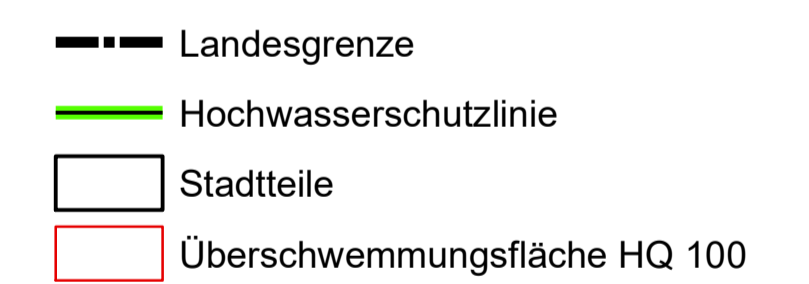 Landesgrenze
Hochwasserschutzlinie
Stadtteile
Überschwemmungsfläche HQ 100